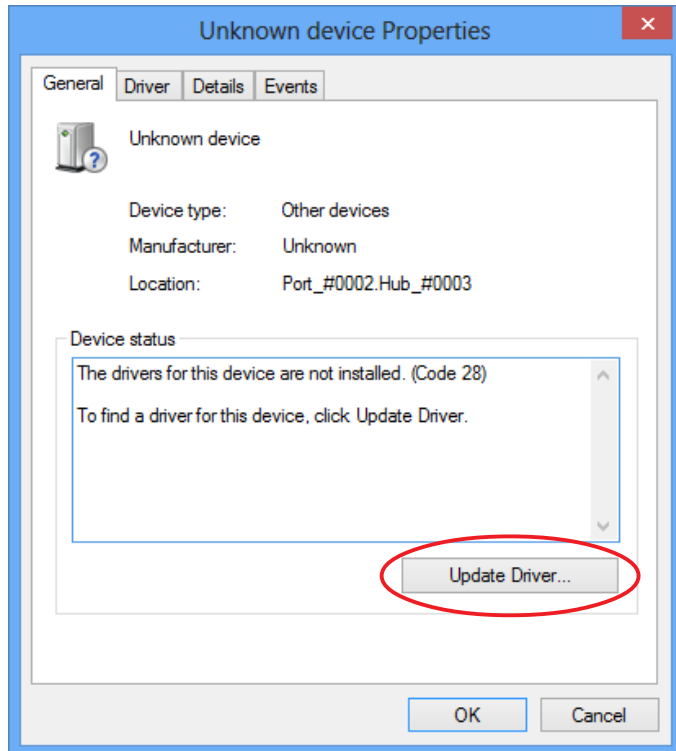 Unknown device Properties
General Driver Details Events
Unknown device
Device type: Other devices
Manufacturer: Unknown
Location: Port_#0002.Hub_#0003
Device status
The drivers for this device are not installed. (Code 28)
To find a driver for this device, click Update Driver.
Update Driver...
OK Cancel